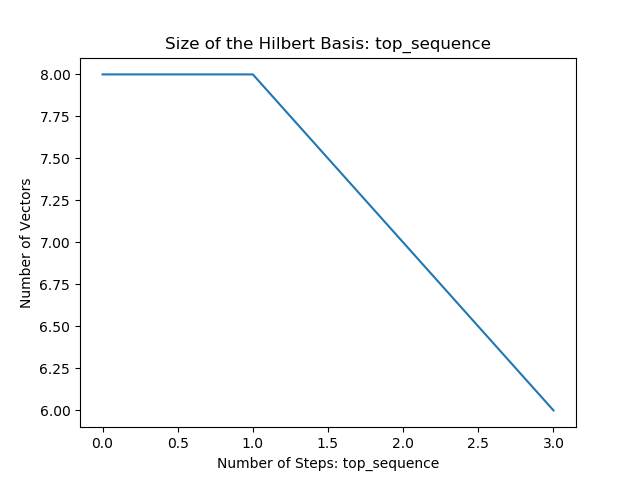 Size of the Hilbert Basis: top_sequence
8.00
7.75
7.50
7.25
7.00
6.75
6.50
6.25
6.00
Number of Vectors
0.0 0.5 1.0 1.5 2.0 2.5 3.0
Number of Steps: top_sequence